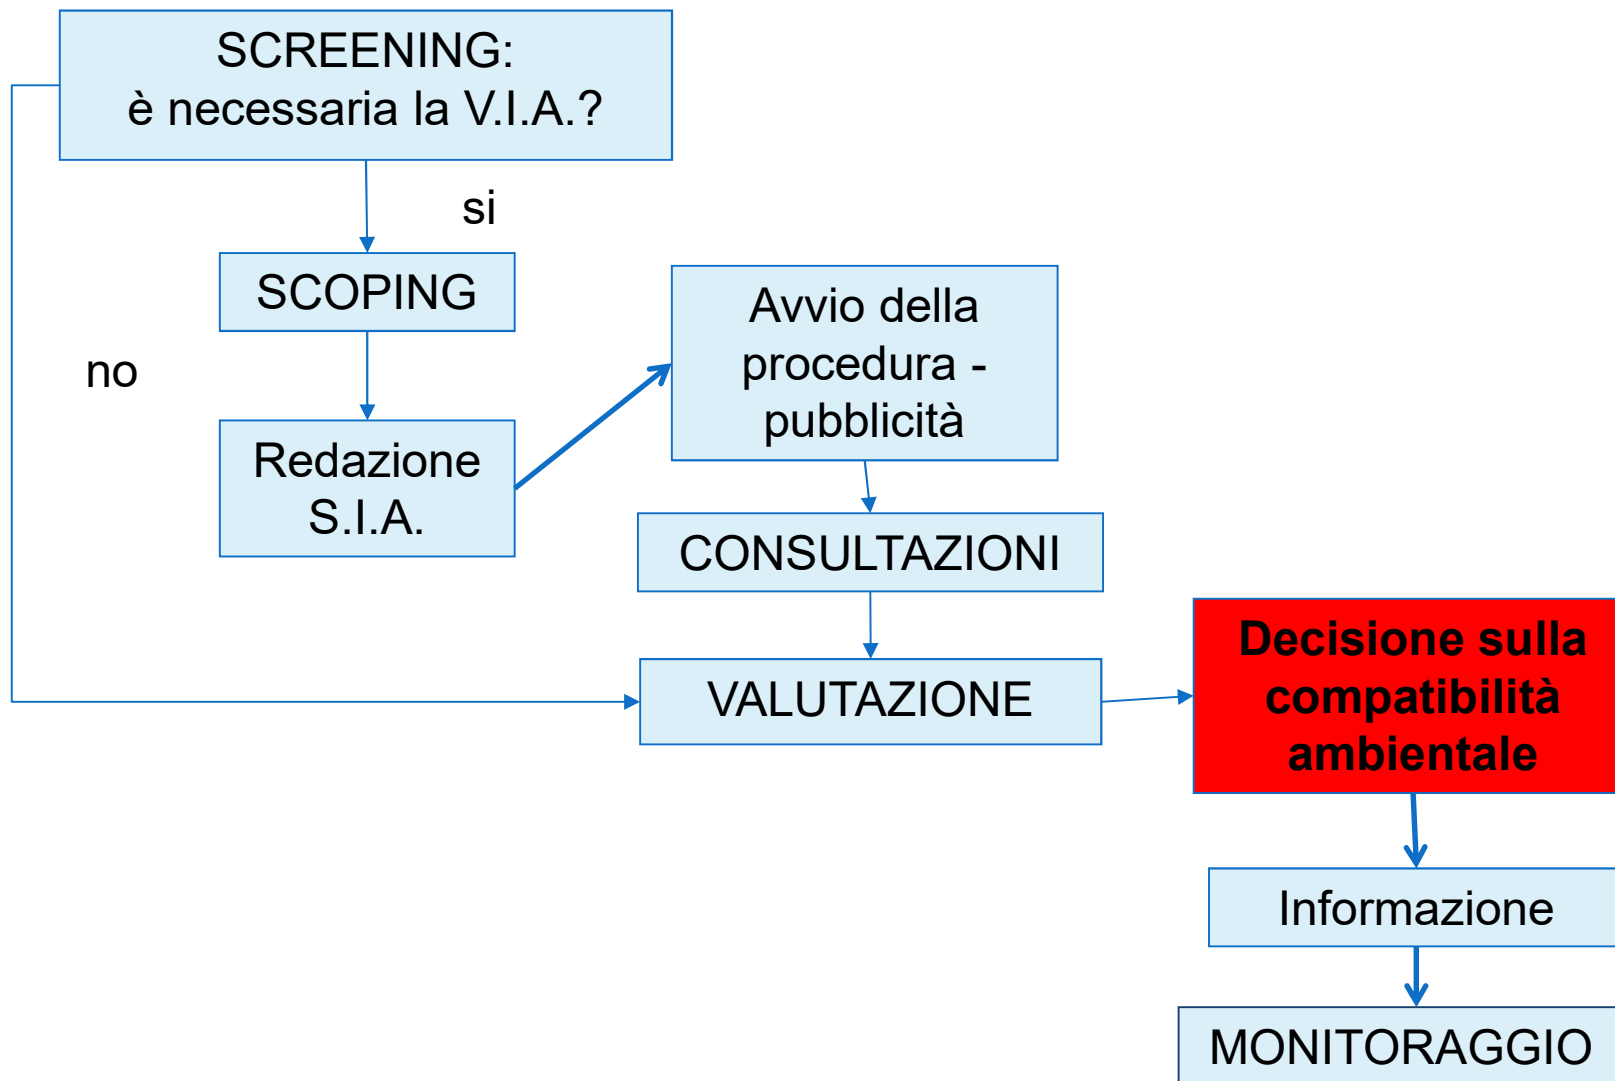 SCREENING:
è necessaria la V.I.A.?
si
SCOPING
no
Redazione
S.I.A.
Avvio della
procedura -
pubblicità
CONSULTAZIONI
VALUTAZIONE
Decisione sulla
compatibilità
ambientale
Informazione
MONITORAGGIO